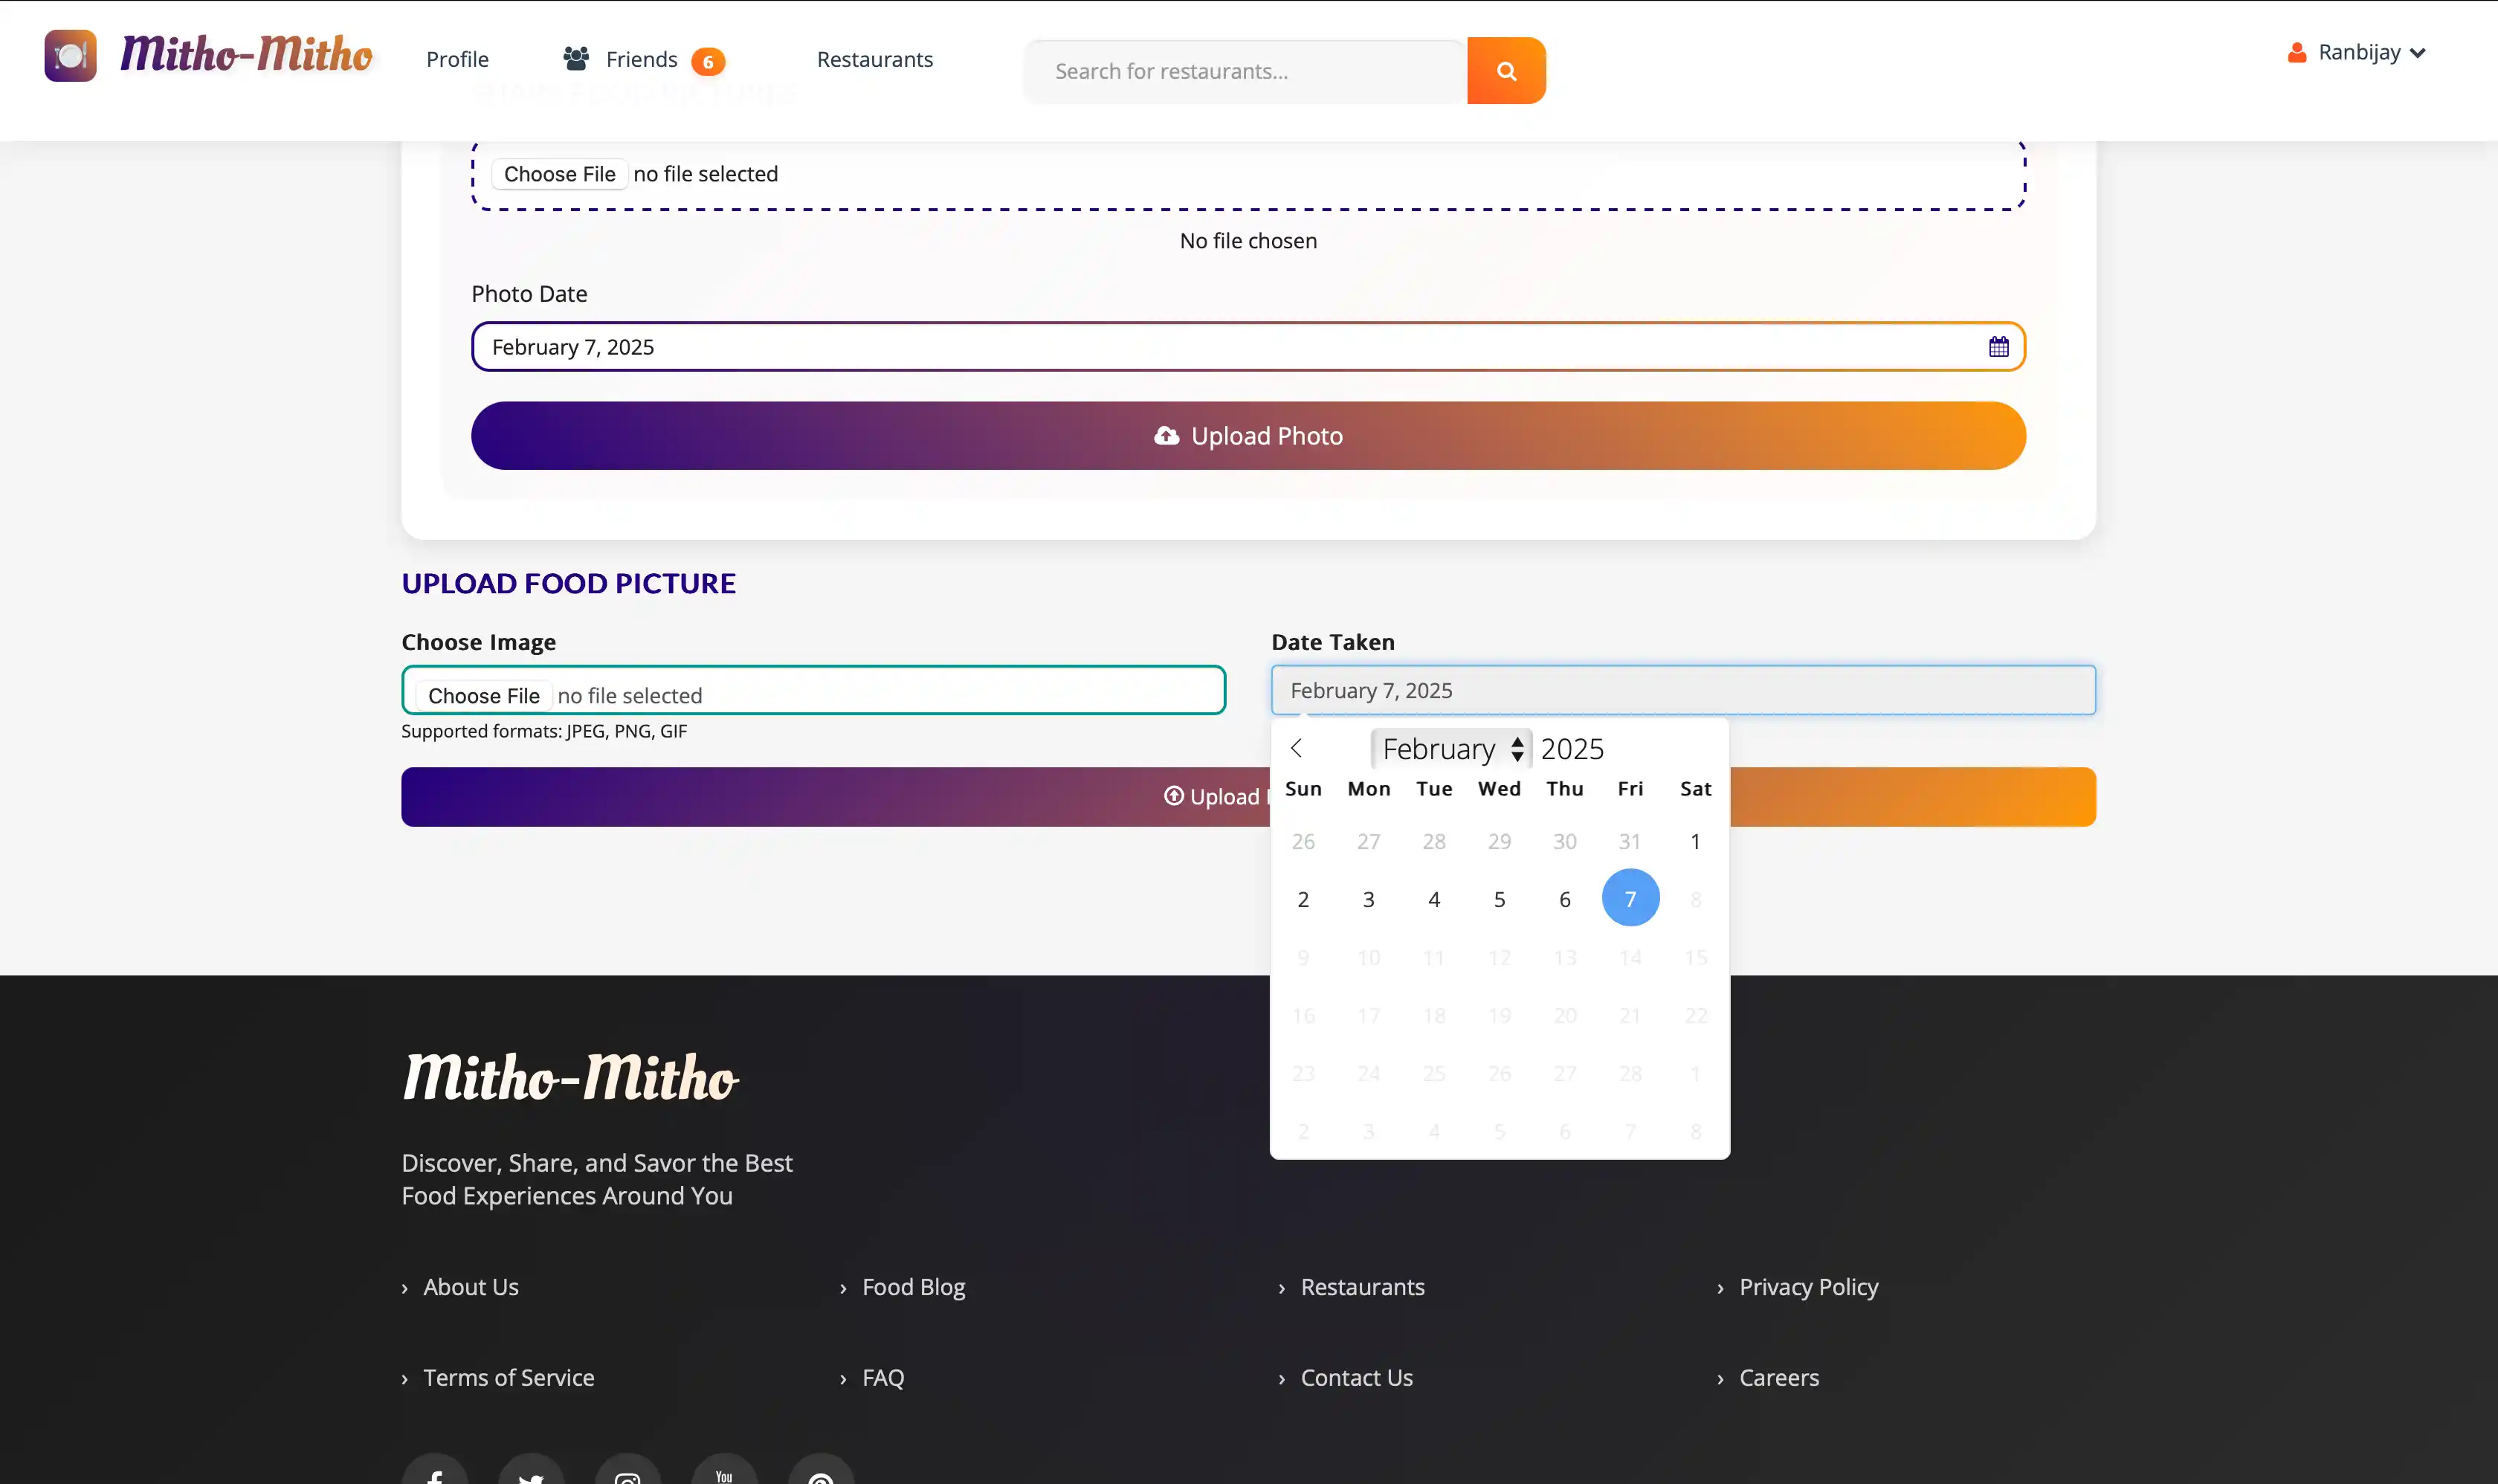 Mitho-Mitho
Profile
Friends 6
Restaurants
Search for restaurants...
Ranbijay
Choose File no file selected
No file chosen
Photo Date
February 7, 2025
Upload Photo
UPLOAD FOOD PICTURE
Choose Image
Choose File no file selected
Supported formats: JPEG, PNG, GIF
Date Taken
February 7, 2025
Upload
February 2025
Sun Mon Tue Wed Thu Fri Sat
26 27 28 29 30 31 1
2 3 4 5 6 7 8
9 10 11 12 13 14 15
16 17 18 19 20 21 22
23 24 25 26 27 28 1
2 3 4 5 6 7 8
Mitho-Mitho
Discover, Share, and Savor the Best
Food Experiences Around You
› About Us
› Food Blog
› Restaurants
› Privacy Policy
› Terms of Service
› FAQ
› Contact Us
› Careers
You